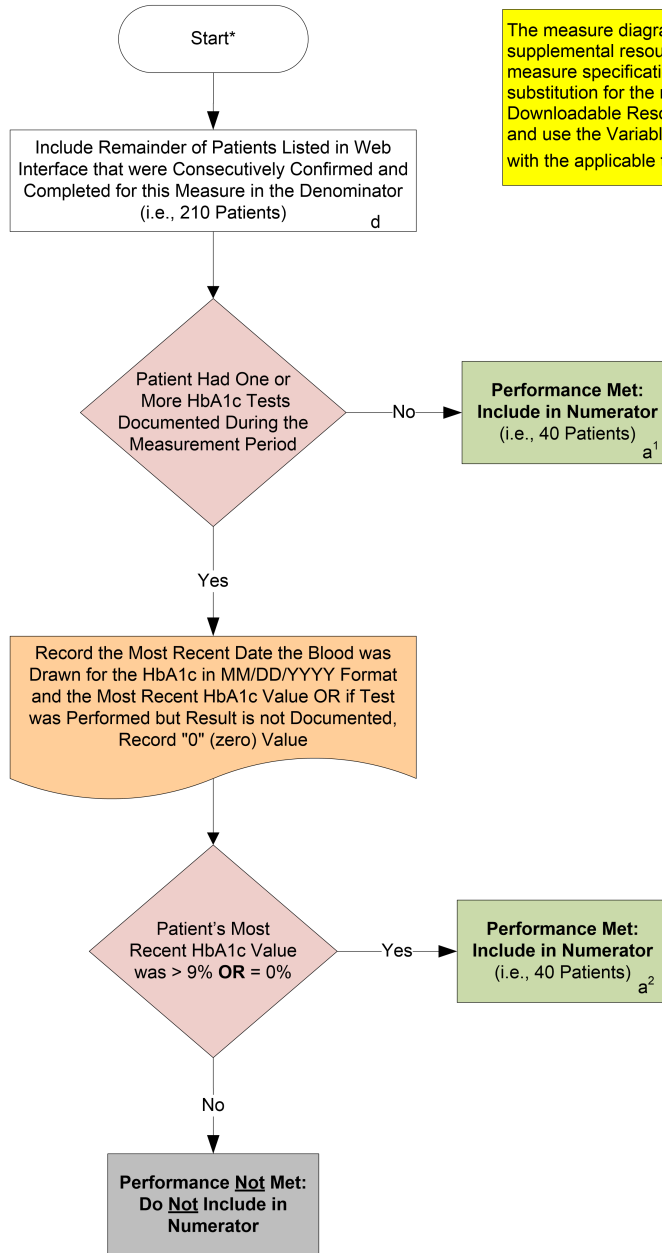 Start*
The measure diagra
supplemental resou
measure specificati
substitution for the
Downloadable Reso
and use the Variabl
with the applicable
Include Remainder of Patients Listed in Web
Interface that were Consecutively Confirmed and
Completed for this Measure in the Denominator
(i.e., 210 Patients)
d
Patient Had One or
More HbA1c Tests
Documented During the
Measurement Period
No
Performance Met:
Include in Numerator
(i.e., 40 Patients)
a¹
Yes
Record the Most Recent Date the Blood was
Drawn for the HbA1c in MM/DD/YYYY Format
and the Most Recent HbA1c Value OR if Test
was Performed but Result is not Documented,
Record "0" (zero) Value
Patient’s Most
Recent HbA1c Value
was > 9% OR = 0%
Yes
Performance Met:
Include in Numerator
(i.e., 40 Patients)
a²
No
Performance Not Met:
Do Not Include in
Numerator